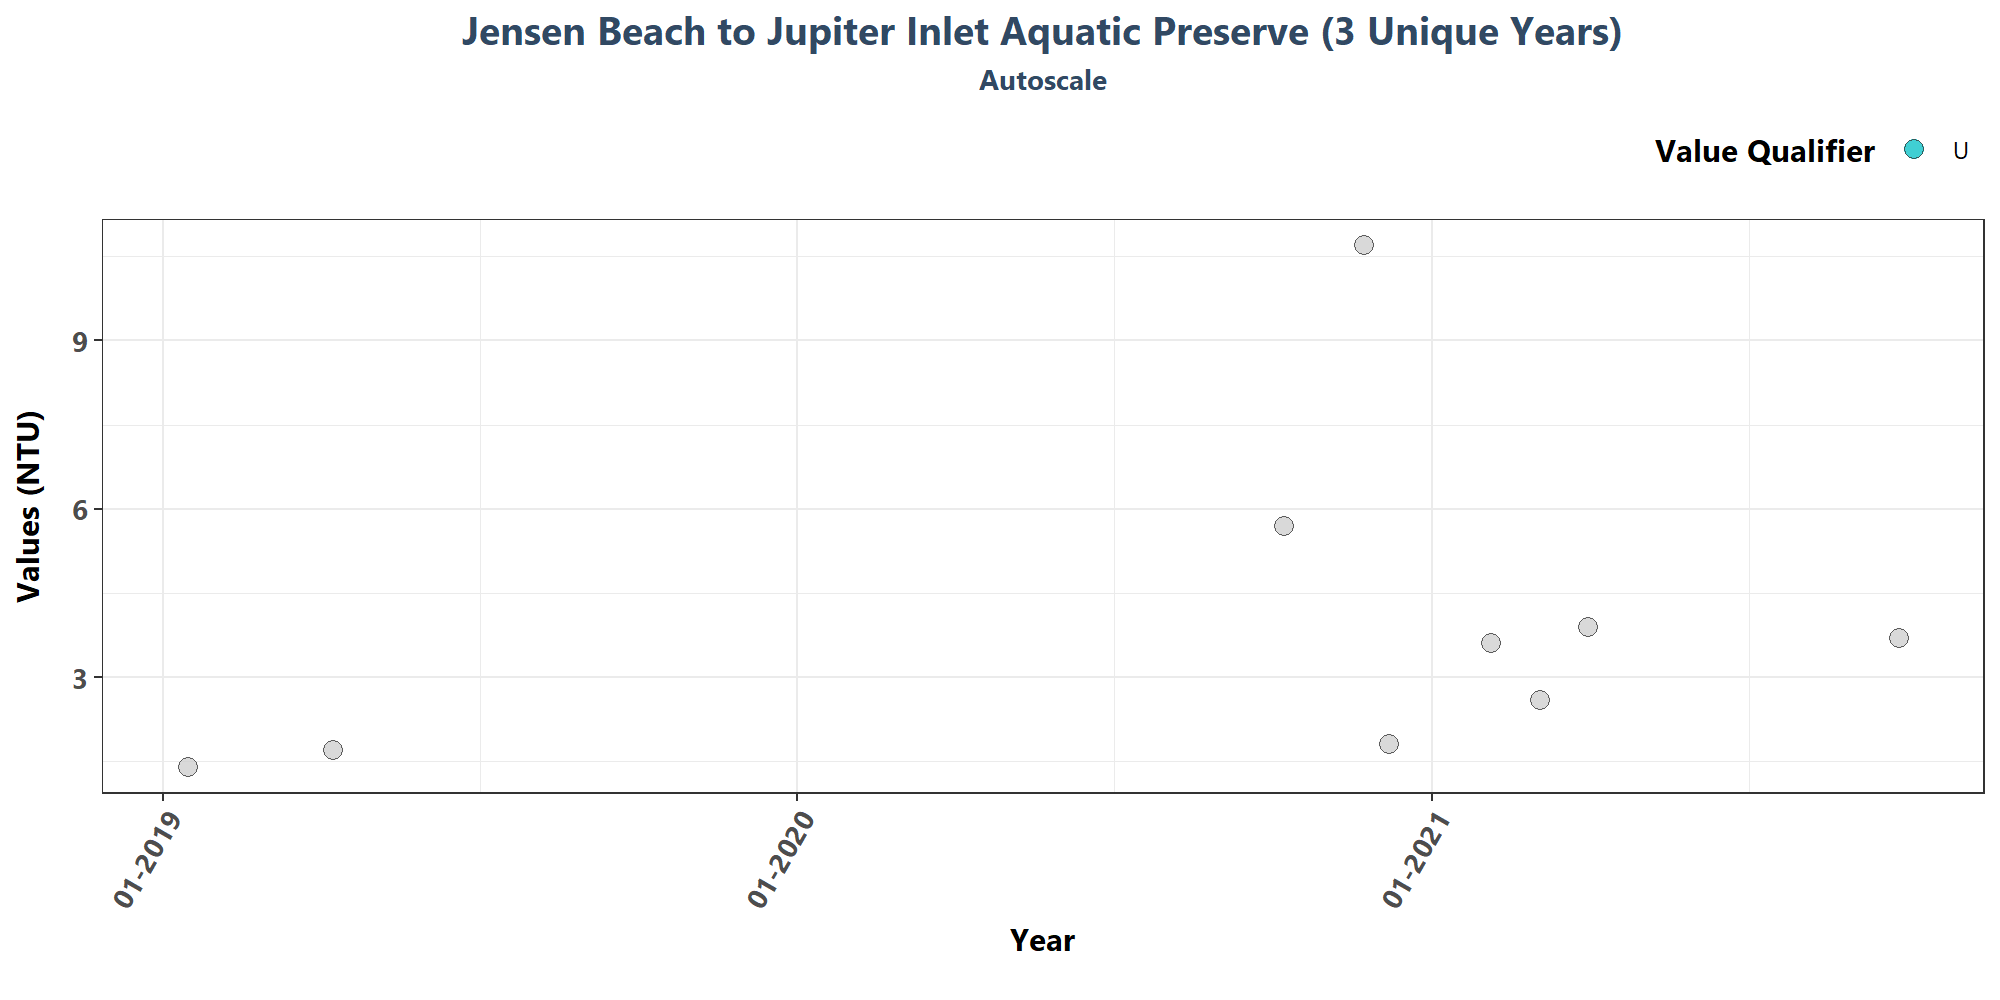 Jensen Beach to Jupiter Inlet Aquatic Preserve (3 Unique Years)
Autoscale
Value Qualifier U
Values (NTU)
9
6
3
01-2019
01-2020
01-2021
Year